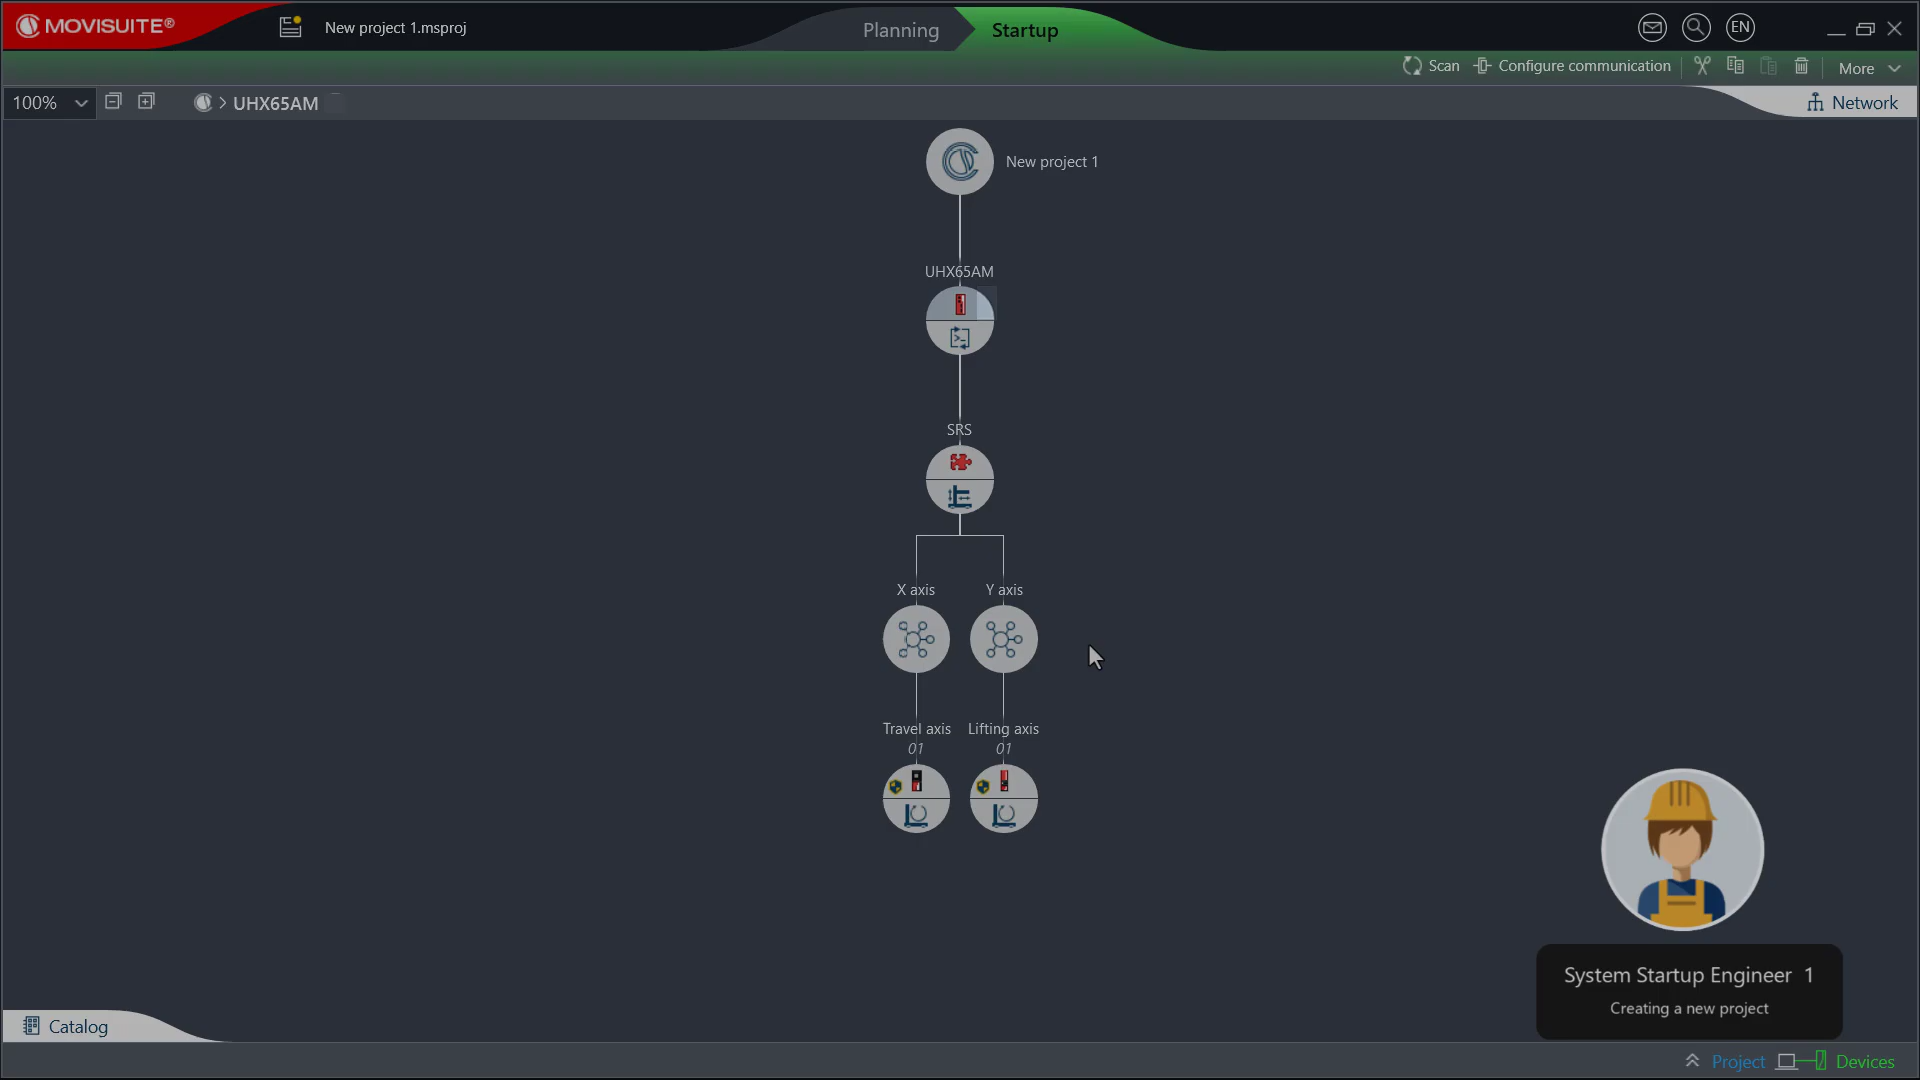 MOVISUITE®
New project 1.msproj
Planning
Startup
EN
Scan
Configure communication
More
100%
UHX65AM
Network
New project 1
UHX65AM
SRS
X axis
Y axis
Travel axis
Lifting axis
01
01
System Startup Engineer 1
Creating a new project
Catalog
Project
Devices